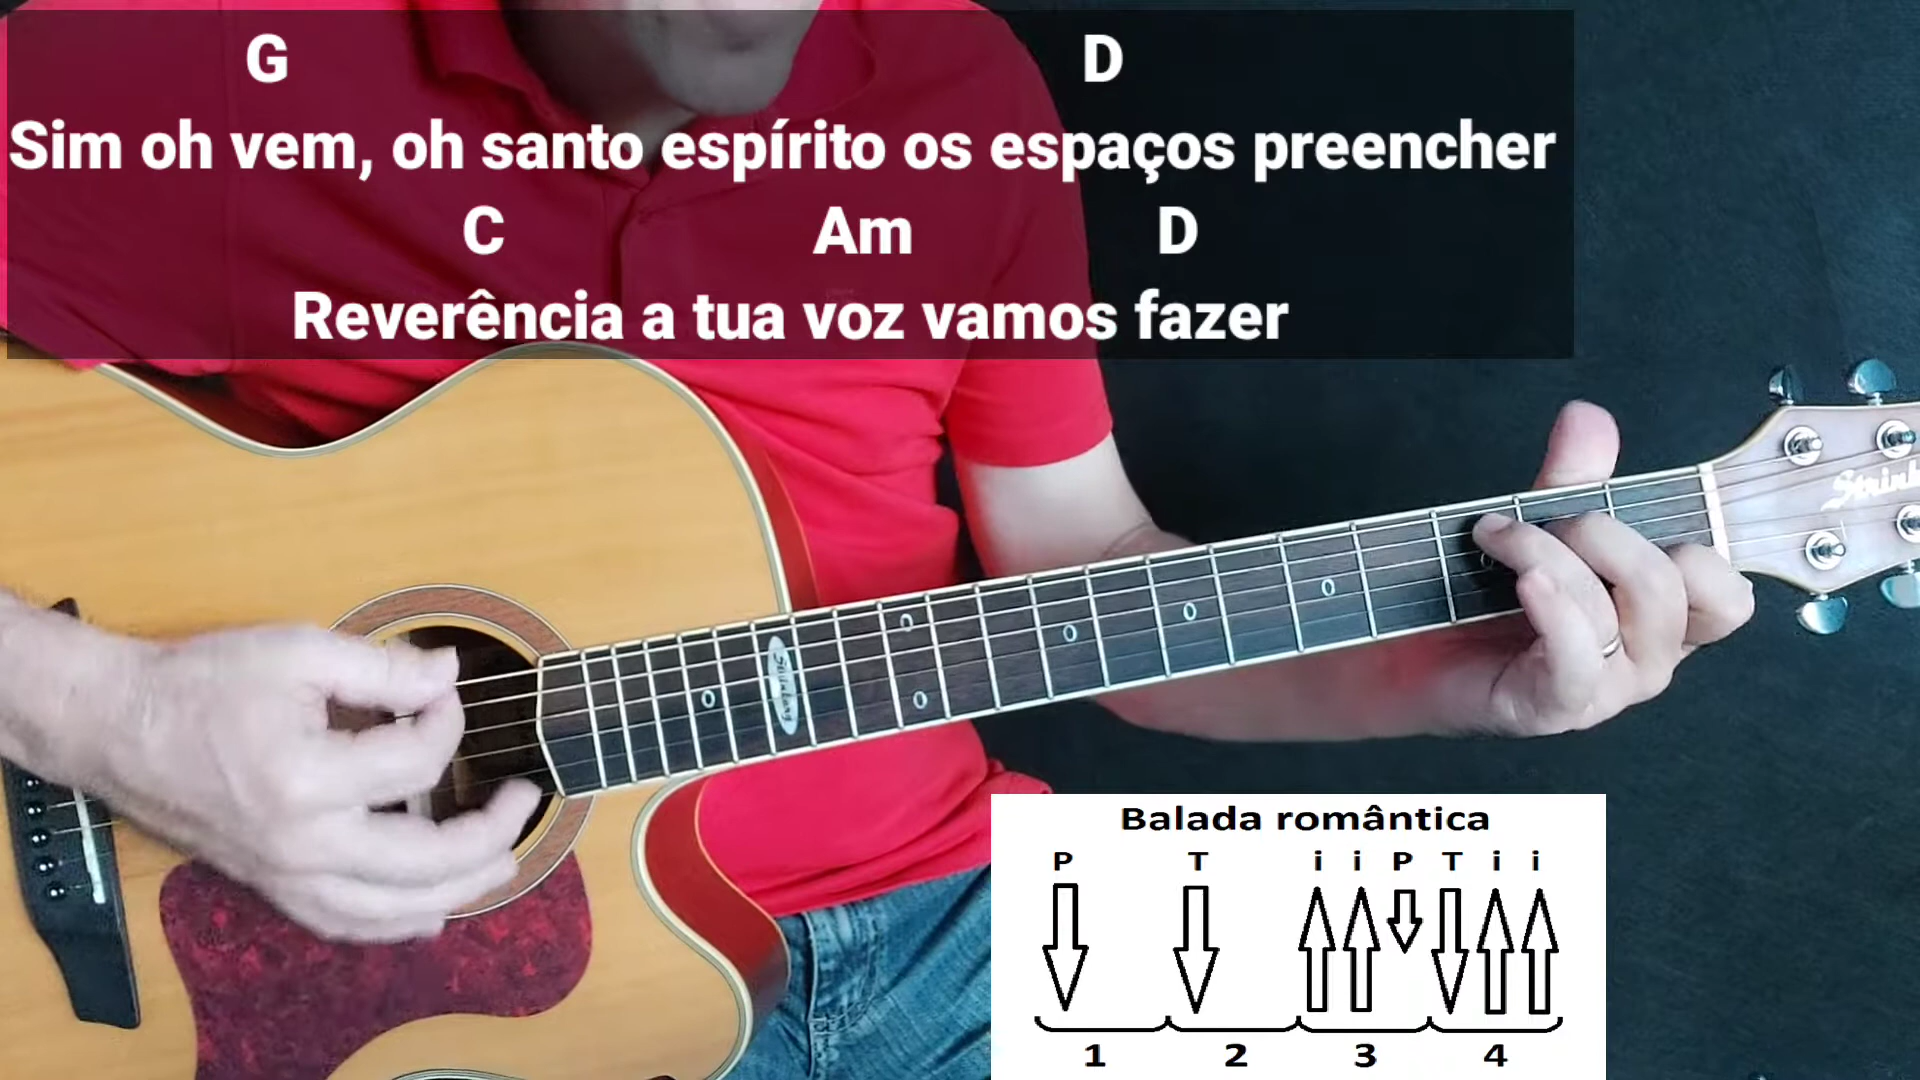 G D
Sim oh vem, oh santo espírito os espaços preencher
C Am D
Reverência a tua voz vamos fazer
Balada romântica
P T i i P T i i
1 2 3 4